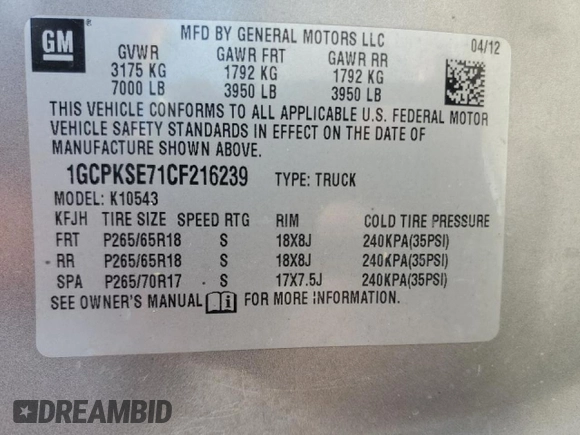 GM
MFD BY GENERAL MOTORS LLC
04/12
GVWR GAWR FRT GAWR RR
3175 KG 1792 KG 1792 KG
7000 LB 3950 LB 3950 LB
THIS VEHICLE CONFORMS TO ALL APPLICABLE U.S. FEDERAL MOTOR
VEHICLE SAFETY STANDARDS IN EFFECT ON THE DATE OF
MANUFACTURE SHOWN ABOVE.
1GCPKSE71CF216239 TYPE: TRUCK
MODEL: K10543
KFJH TIRE SIZE SPEED RTG RIM COLD TIRE PRESSURE
FRT P265/65R18 S 18X8J 240KPA(35PSI)
RR P265/65R18 S 18X8J 240KPA(35PSI)
SPA P265/70R17 S 17X7.5J 240KPA(35PSI)
SEE OWNER'S MANUAL FOR MORE INFORMATION.
DREAMBID